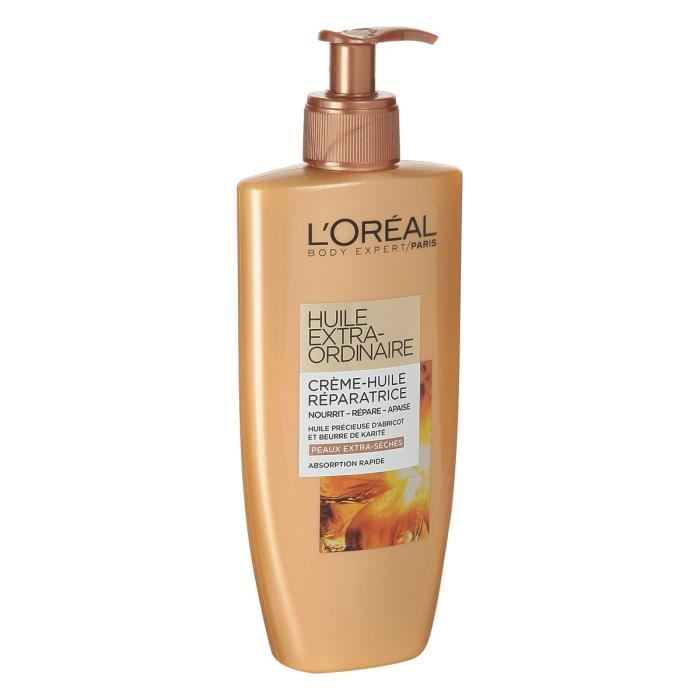 L'ORÉAL
BODY EXPERT/PARIS
HUILE
EXTRA-
ORDINAIRE
CRÈME-HUILE
RÉPARATRICE
NOURRIT - RÉPARE - APAISE
HUILE PRÉCIEUSE D'ABRICOT
ET BEURRE DE KARITÉ
PEAUX EXTRA-SÈCHES
ABSORPTION RAPIDE